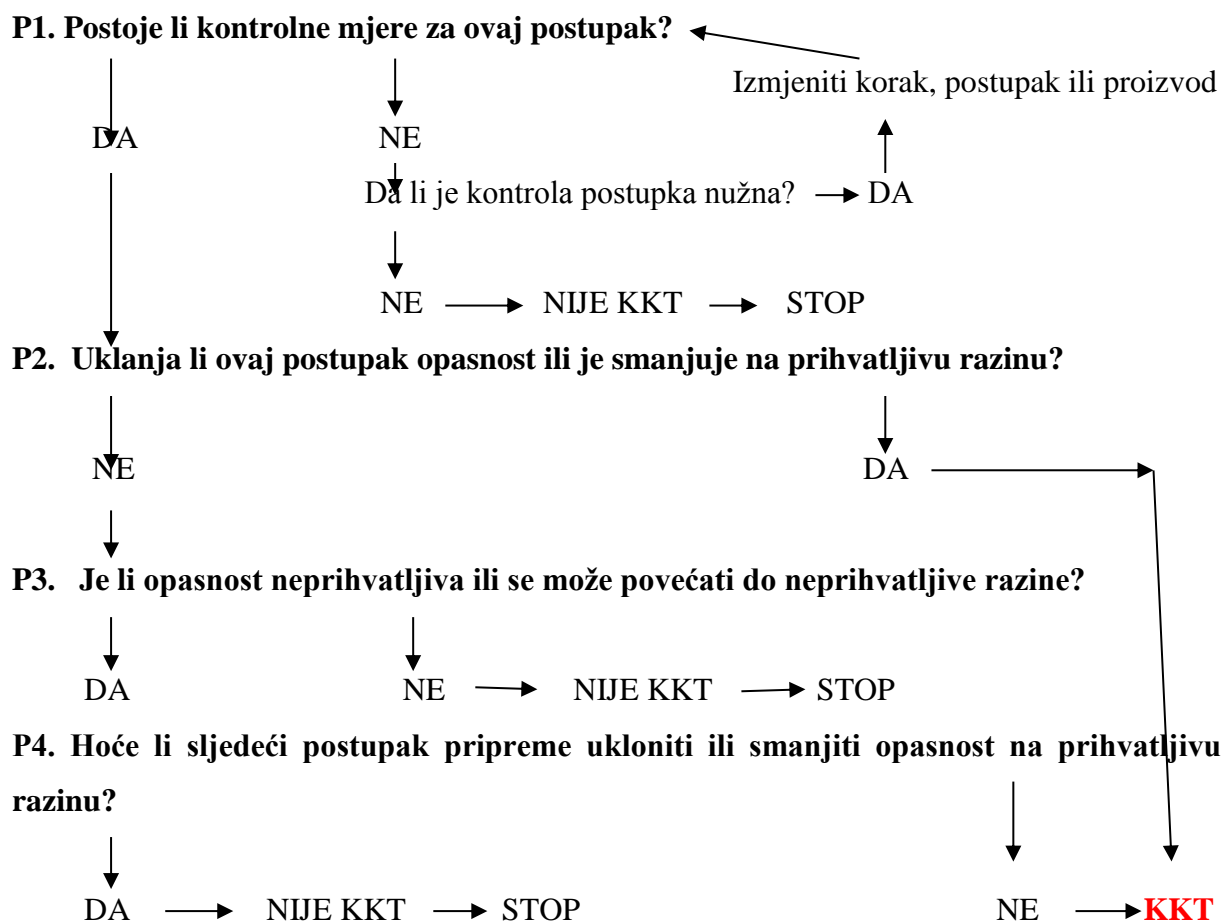 P1. Postoje li kontrolne mjere za ovaj postupak?
Izmjeniti korak, postupak ili proizvod
DA NE
Da li je kontrola postupka nužna? DA
NE NIJE KKT STOP
P2. Uklanja li ovaj postupak opasnost ili je smanjuje na prihvatljivu razinu?
NE DA
P3. Je li opasnost neprihvatljiva ili se može povećati do neprihvatljive razine?
DA NE NIJE KKT STOP
P4. Hoće li sljedeći postupak pripreme ukloniti ili smanjiti opasnost na prihvatljivu
razinu?
DA NIJE KKT STOP NE KKT